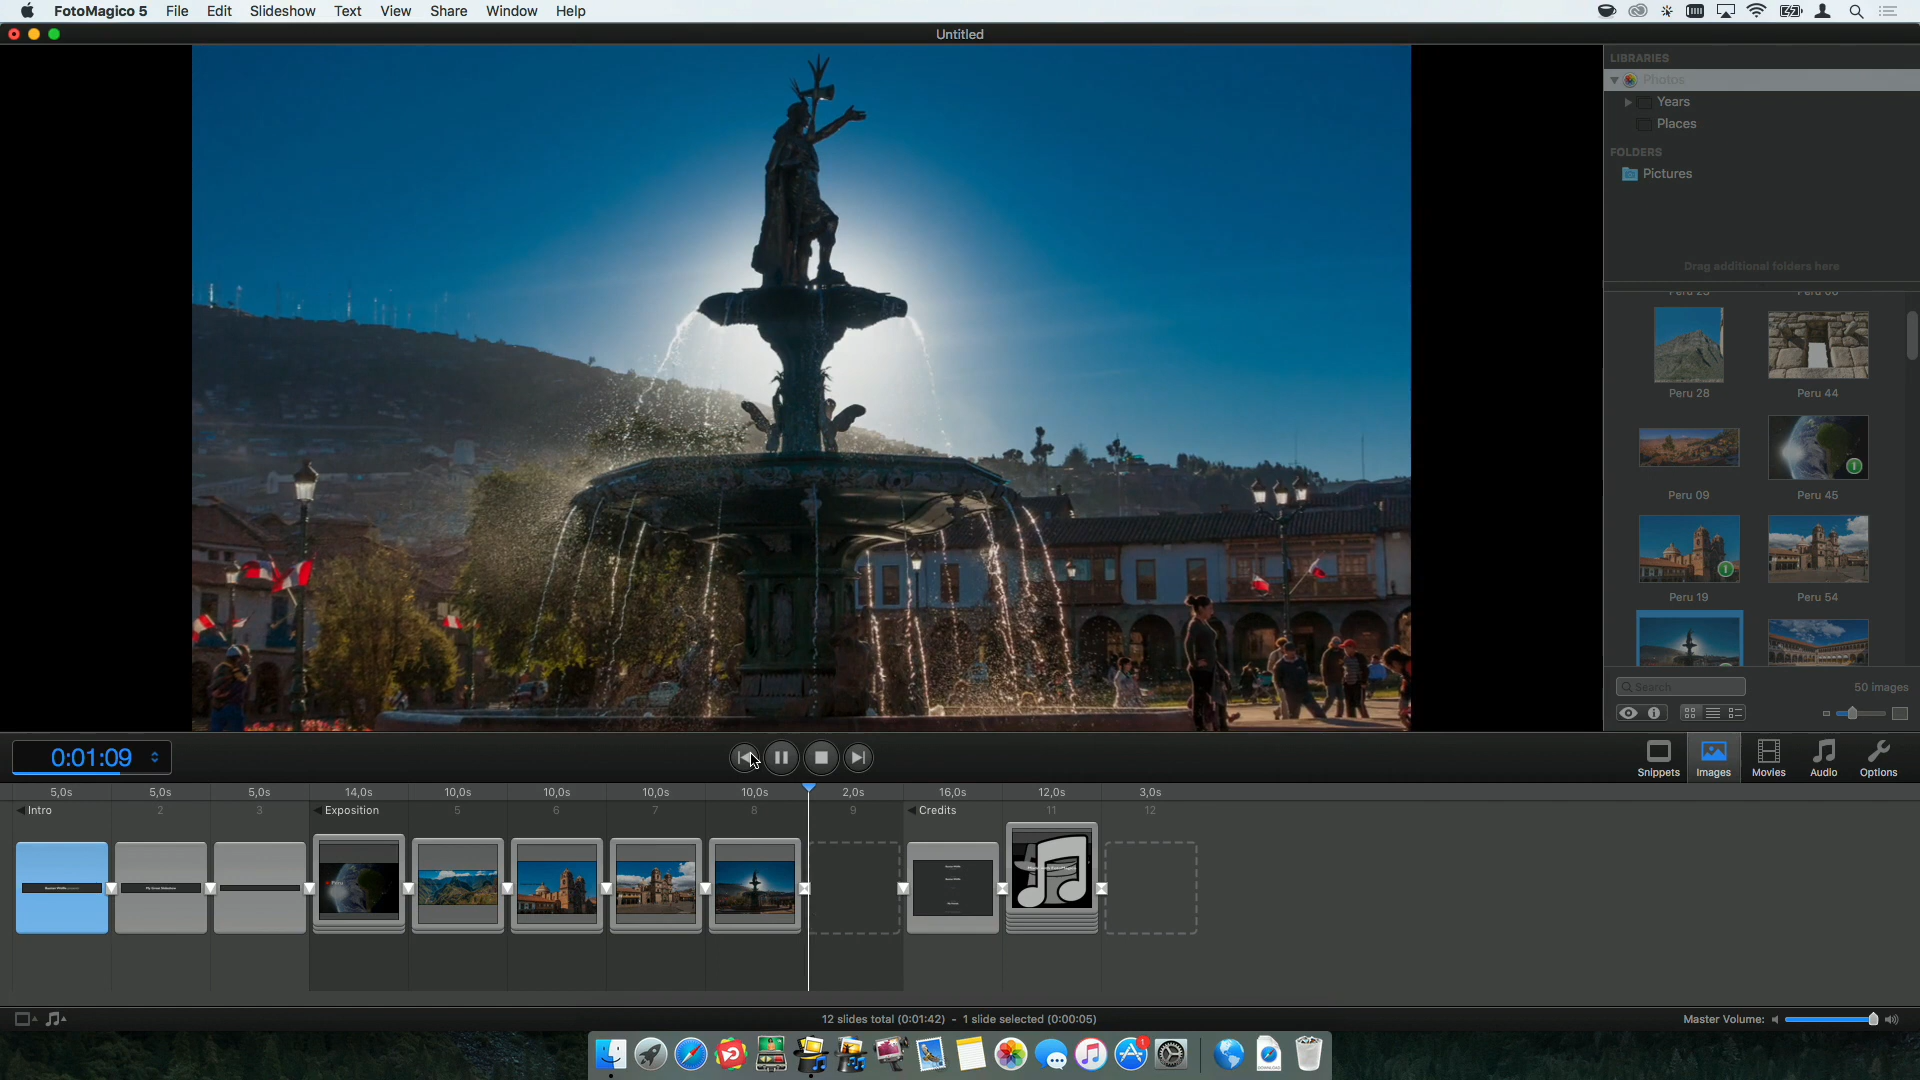 FotoMagico 5 File Edit Slideshow Text View Share Window Help
Untitled
LIBRARIES
Photos
Years
Places
FOLDERS
Pictures
Drag additional folders here
Peru 28 Peru 44
Peru 09 Peru 45
Peru 19 Peru 54
Search 50 images
0:01:09
Snippets Images Movies Audio Options
5,0s 5,0s 5,0s 14,0s 10,0s 10,0s 10,0s 10,0s 2,0s 16,0s 12,0s 3,0s
Intro 2 3 Exposition 5 6 7 8 9 Credits 11 12
12 slides total (0:01:42) - 1 slide selected (0:00:05)
Master Volume: